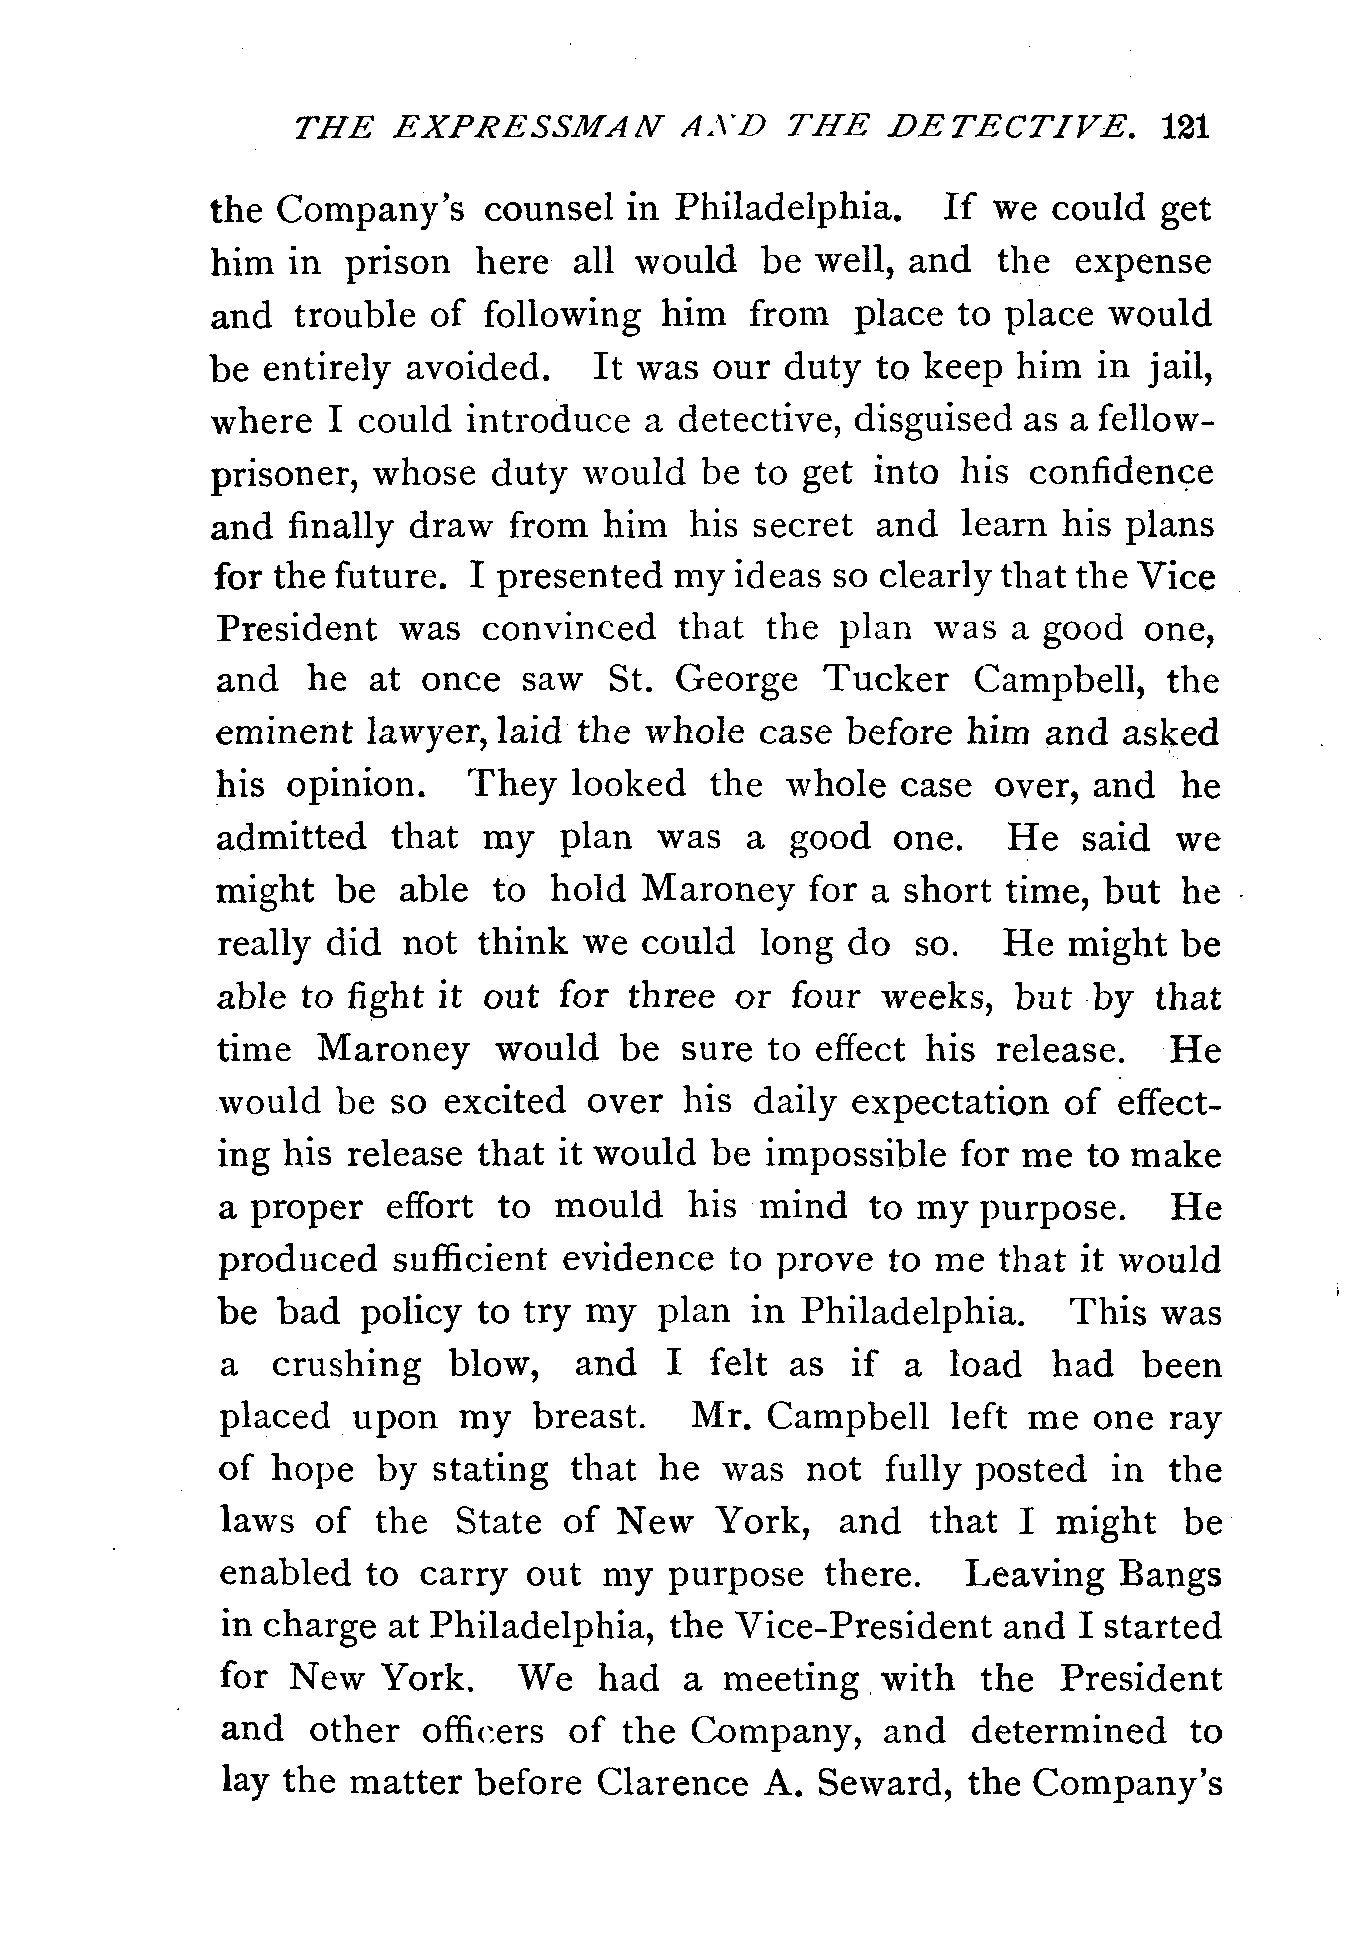 THE EXPRESSMAN AND THE DETECTIVE. 121
the Company's counsel in Philadelphia. If we could get
him in prison here all would be well, and the expense
and trouble of following him from place to place would
be entirely avoided. It was our duty to keep him in jail,
where I could introduce a detective, disguised as a fellow-
prisoner, whose duty would be to get into his confidence
and finally draw from him his secret and learn his plans
for the future. I presented my ideas so clearly that the Vice
President was convinced that the plan was a good one,
and he at once saw St. George Tucker Campbell, the
eminent lawyer, laid the whole case before him and asked
his opinion. They looked the whole case over, and he
admitted that my plan was a good one. He said we
might be able to hold Maroney for a short time, but he
really did not think we could long do so. He might be
able to fight it out for three or four weeks, but by that
time Maroney would be sure to effect his release. He
would be so excited over his daily expectation of effect-
ing his release that it would be impossible for me to make
a proper effort to mould his mind to my purpose. He
produced sufficient evidence to prove to me that it would
be bad policy to try my plan in Philadelphia. This was
a crushing blow, and I felt as if a load had been
placed upon my breast. Mr. Campbell left me one ray
of hope by stating that he was not fully posted in the
laws of the State of New York, and that I might be
enabled to carry out my purpose there. Leaving Bangs
in charge at Philadelphia, the Vice-President and I started
for New York. We had a meeting with the President
and other officers of the Company, and determined to
lay the matter before Clarence A. Seward, the Company's